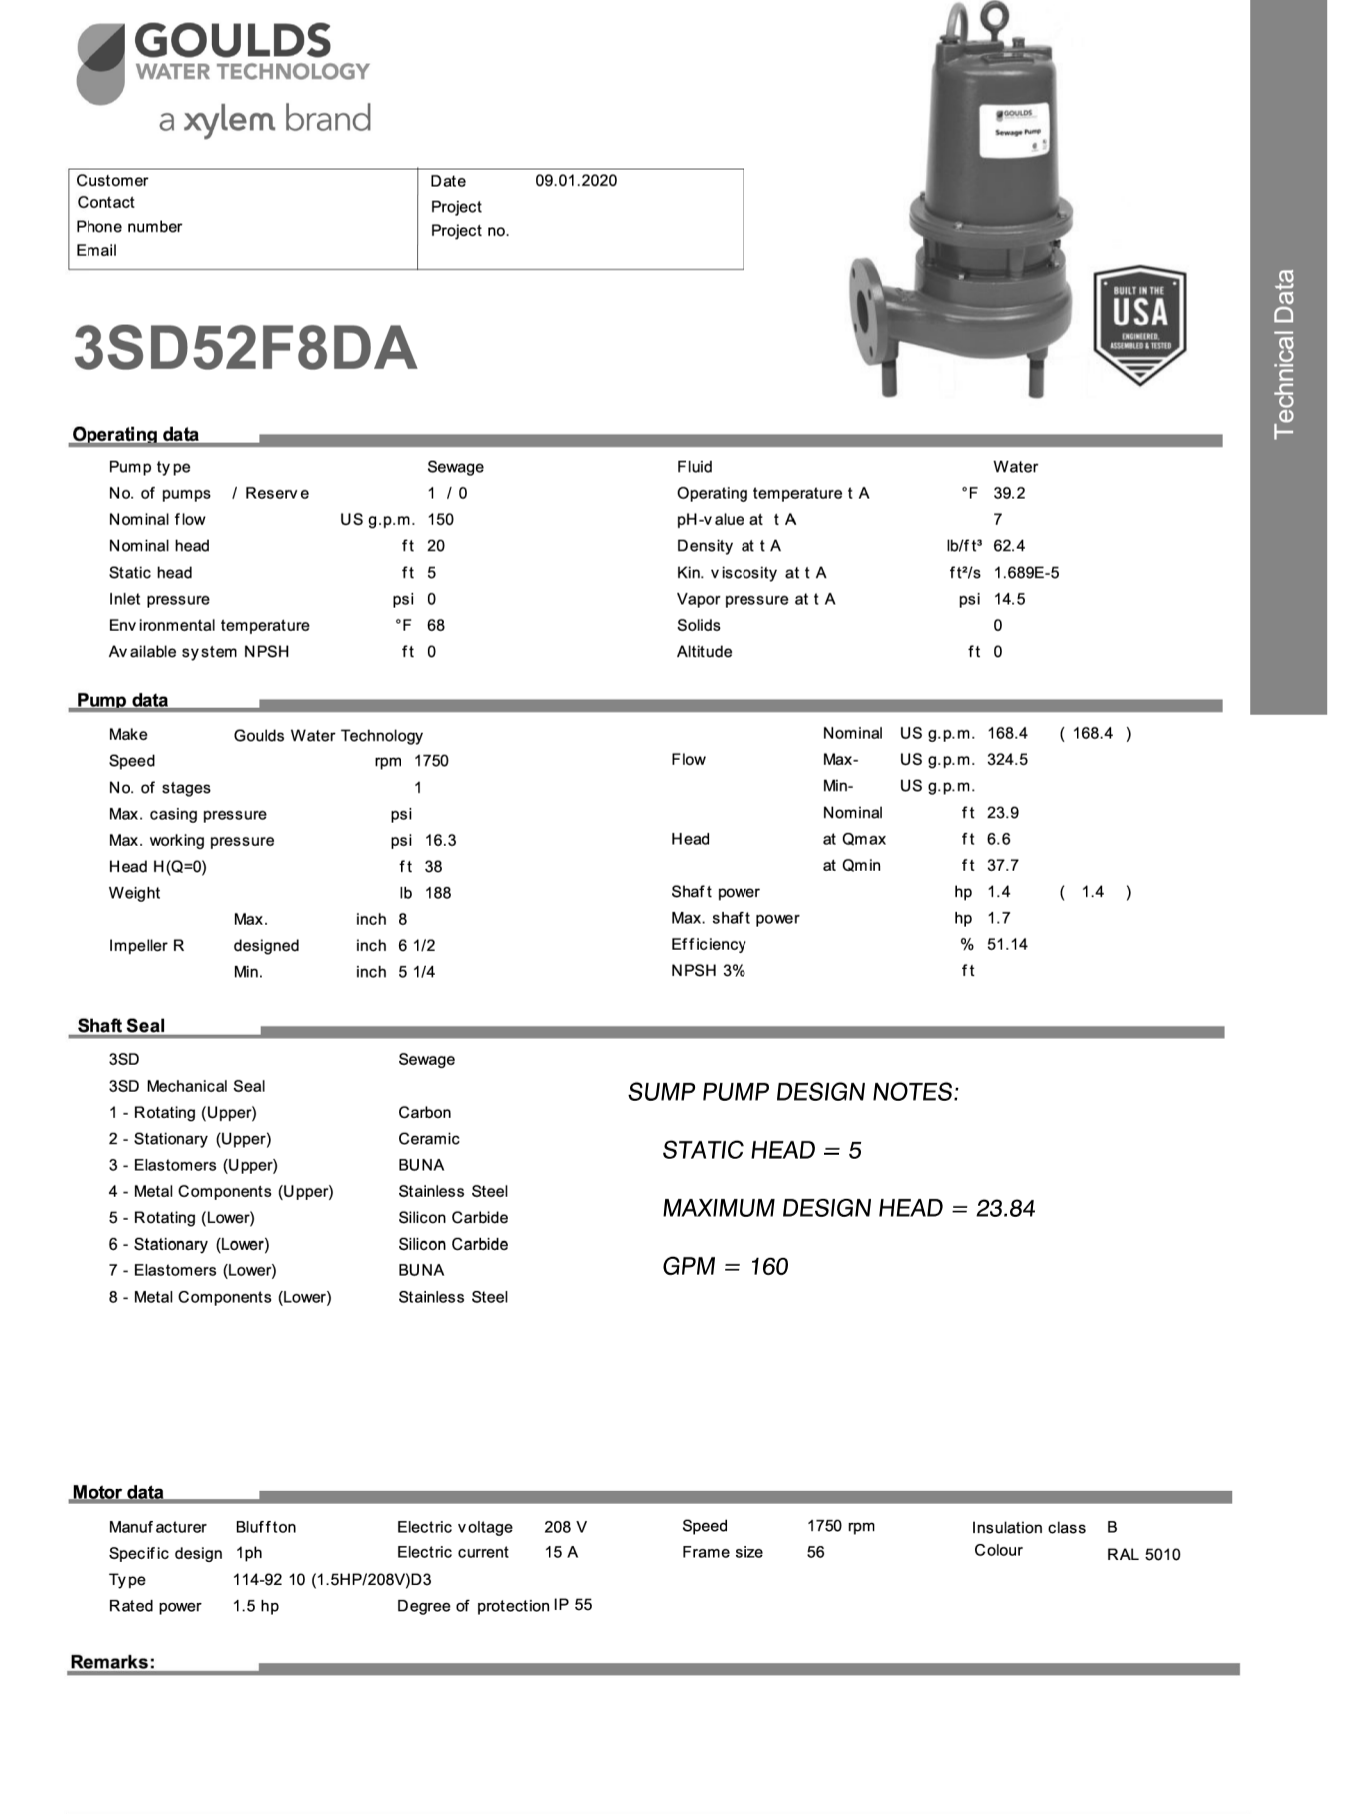 GOULDS
WATER TECHNOLOGY
a xylem brand
GOULDS
Sewage Pump
BUILT IN THE
USA
ENGINEERED,
ASSEMBLED & TESTED
Technical Data
Customer
Contact
Phone number
Email
Date 09.01.2020
Project
Project no.
3SD52F8DA
Operating data
Pump type Sewage Fluid Water
No. of pumps / Reserve 1 / 0 Operating temperature t A °F 39.2
Nominal flow US g.p.m. 150 pH-value at t A 7
Nominal head ft 20 Density at t A lb/ft³ 62.4
Static head ft 5 Kin. viscosity at t A ft²/s 1.689E-5
Inlet pressure psi 0 Vapor pressure at t A psi 14.5
Environmental temperature °F 68 Solids 0
Available system NPSH ft 0 Altitude ft 0
Pump data
Make Goulds Water Technology
Speed rpm 1750
No. of stages 1
Max. casing pressure psi
Max. working pressure psi 16.3
Head H(Q=0) ft 38
Weight lb 188
Impeller R
Max. inch 8
designed inch 6 1/2
Min. inch 5 1/4
Flow
Nominal US g.p.m. 168.4 ( 168.4 )
Max- US g.p.m. 324.5
Min- US g.p.m.
Head
Nominal ft 23.9
at Qmax ft 6.6
at Qmin ft 37.7
Shaft power hp 1.4 ( 1.4 )
Max. shaft power hp 1.7
Efficiency % 51.14
NPSH 3% ft
Shaft Seal
3SD Sewage
3SD Mechanical Seal
1 - Rotating (Upper) Carbon
2 - Stationary (Upper) Ceramic
3 - Elastomers (Upper) BUNA
4 - Metal Components (Upper) Stainless Steel
5 - Rotating (Lower) Silicon Carbide
6 - Stationary (Lower) Silicon Carbide
7 - Elastomers (Lower) BUNA
8 - Metal Components (Lower) Stainless Steel
SUMP PUMP DESIGN NOTES:
STATIC HEAD = 5
MAXIMUM DESIGN HEAD = 23.84
GPM = 160
Motor data
Manufacturer Bluffton Electric voltage 208 V Speed 1750 rpm Insulation class B
Specific design 1ph Electric current 15 A Frame size 56 Colour RAL 5010
Type 114-92 10 (1.5HP/208V)D3
Rated power 1.5 hp Degree of protection IP 55
Remarks: